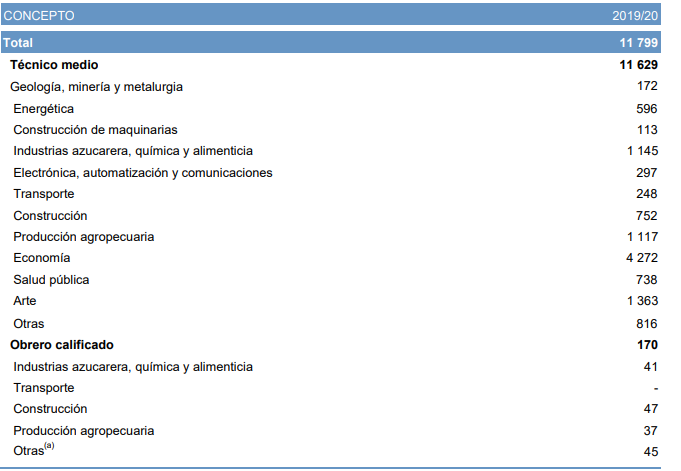 CONCEPTO 2019/20
Total 11 799
Técnico medio 11 629
Geología, minería y metalurgia 172
Energética 596
Construcción de maquinarias 113
Industrias azucarera, química y alimenticia 1 145
Electrónica, automatización y comunicaciones 297
Transporte 248
Construcción 752
Producción agropecuaria 1 117
Economía 4 272
Salud pública 738
Arte 1 363
Otras 816
Obrero calificado 170
Industrias azucarera, química y alimenticia 41
Transporte -
Construcción 47
Producción agropecuaria 37
Otras(a) 45